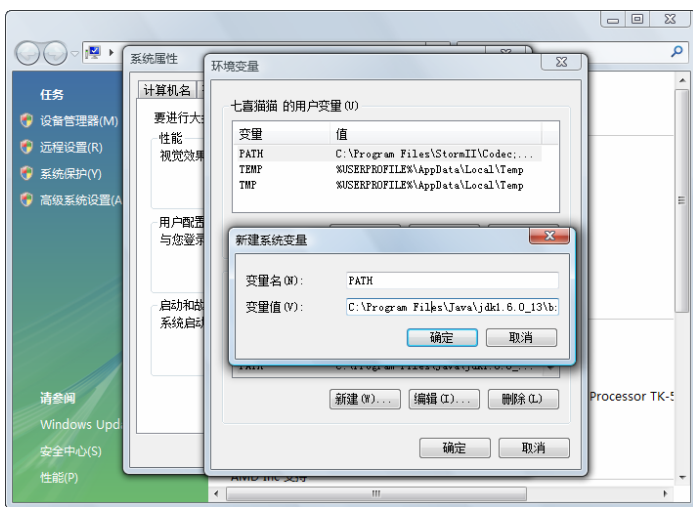 任务
设备管理器(M)
远程设置(R)
系统保护(Y)
高级系统设置(A
请参阅
Windows Upd
安全中心(S)
性能(P)
系统属性
计算机名
要进行大
性能
视觉效果
用户配置
与您登录
启动和故
系统启动
环境变量
七喜猫猫 的用户变量(U)
变量 值
PATH C:\Program Files\StormII\Codec;...
TEMP %USERPROFILE%\AppData\Local\Temp
TMP %USERPROFILE%\AppData\Local\Temp
新建系统变量
变量名(N): PATH
变量值(V): C:\Program Files\Java\jdk1.6.0_13\b
确定 取消
新建(W)... 编辑(I)... 删除(L)
确定 取消
Processor TK-5